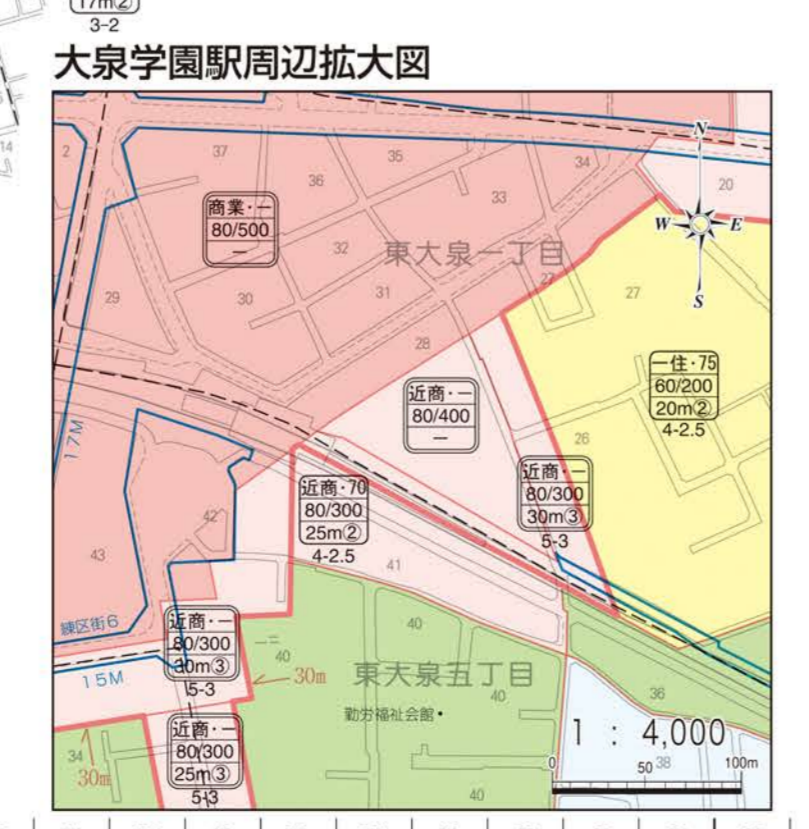 17m②
3-2
大泉学園駅周辺拡大図
14
2
37
36
35
34
33
20
N
W
E
S
商業・－
80/500
－
32
東大泉一丁目
31
27
27
29
30
28
一住・75
60/200
20m②
4-2.5
近商・－
80/400
－
17M
26
近商・－
80/300
30m③
5-3
近商・70
80/300
25m②
4-2.5
42
43
41
練区街6
近商・－
80/300
30m③
5-3
40
40
30m
15M
東大泉五丁目
40
36
勤労福祉会館
近商・－
80/300
25m③
5-3
34
30m
1 : 4,000
0
50
100m
38
40